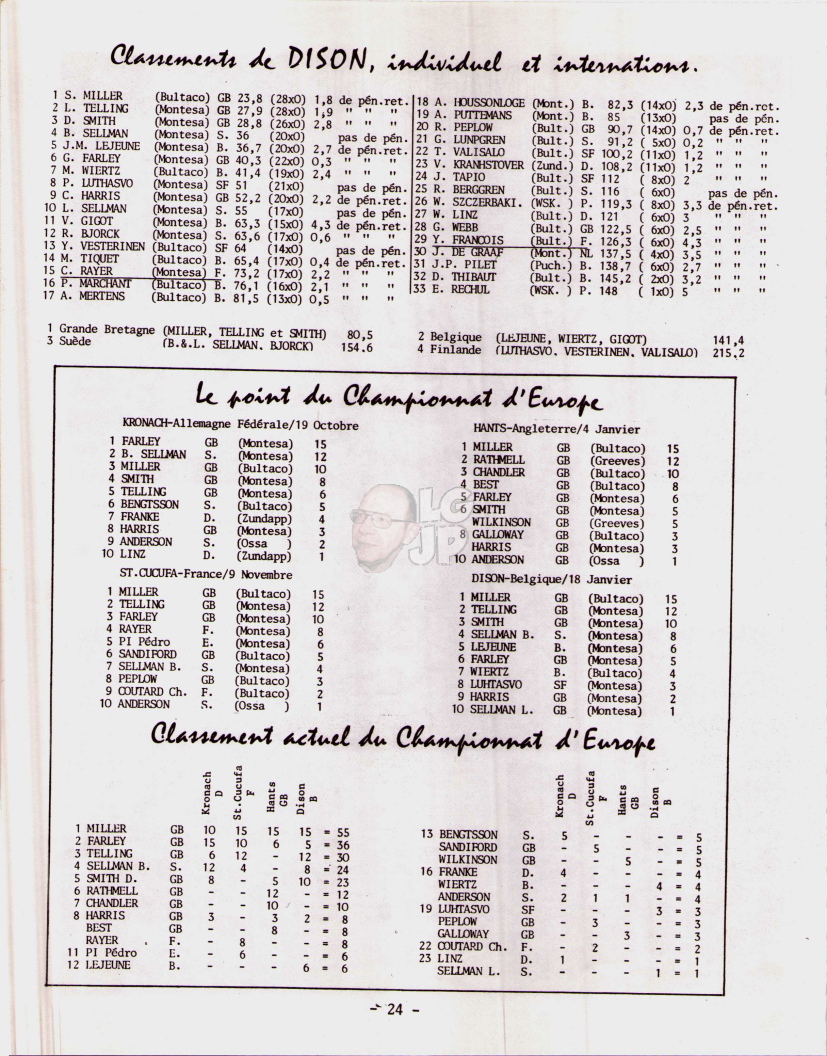 Classements de DISON, individuel et internations.
1 S. MILLER (Bultaco) GB 23,8 (28x0) 1,8 de pén.ret.
2 L. TELLING (Montesa) GB 27,9 (28x0) 1,9 " " "
3 D. SMITH (Montesa) GB 28,8 (26x0) 2,8 " " "
4 B. SELLMAN (Montesa) S. 36 (20x0) pas de pén.
5 J.M. LEJEUNE (Montesa) B. 36,7 (20x0) 2,7 de pén.ret.
6 G. FARLEY (Montesa) GB 40,3 (22x0) 0,3 " " "
7 M. WIERTZ (Bultaco) B. 41,4 (19x0) 2,4 " " "
8 P. LUTHASVO (Montesa) SF 51 (21x0) pas de pén.
9 C. HARRIS (Montesa) GB 52,2 (20x0) 2,2 de pén.ret.
10 L. SELLMAN (Montesa) S. 55 (17x0) pas de pén.
11 V. GIGOT (Montesa) B. 63,3 (15x0) 4,3 de pén.ret.
12 R. BJORCK (Montesa) S. 63,6 (17x0) 0,6 " " "
13 Y. VESTERINEN (Bultaco) SF 64 (14x0) pas de pén.
14 M. TIQUET (Bultaco) B. 65,4 (17x0) 0,4 de pén.ret.
15 C. RAYER (Montesa) F. 73,2 (17x0) 2,2 " " "
16 P. MARCHANT (Bultaco) B. 76,1 (16x0) 2,1 " " "
17 A. MERTENS (Bultaco) B. 81,5 (13x0) 0,5 " " "
18 A. HOUSSONLOGE (Mont.) B. 82,3 (14x0) 2,3 de pén.ret.
19 A. PUTTEMANS (Mont.) B. 85 (13x0) pas de pén.
20 R. PEPLOW (Bult.) GB 90,7 (14x0) 0,7 de pén.ret.
21 G. LUNPGREN (Bult.) S. 91,2 ( 5x0) 0,2 " " "
22 T. VALISALO (Bult.) SF 100,2 (11x0) 1,2 " " "
23 V. KRANHSTOVER (Zund.) D. 108,2 (11x0) 1,2 " " "
24 J. TAPIO (Bult.) SF 112 ( 8x0) 2 " " "
25 R. BERGGREN (Bult.) S. 116 ( 6x0) pas de pén.
26 W. SZCZERBAKI. (WSK. ) P. 119,3 ( 8x0) 3,3 de pén.ret.
27 W. LINZ (Bult.) D. 121 ( 6x0) 3 " " "
28 G. WEBB (Bult.) GB 122,5 ( 6x0) 2,5 " " "
29 Y. FRANCOIS (Bult.) F. 126,3 ( 6x0) 4,3 " " "
30 J. DE GRAAF (Mont.) NL 137,5 ( 4x0) 3,5 " " "
31 J.P. PILET (Puch.) B. 138,7 ( 6x0) 2,7 " " "
32 D. THIBAUT (Bult.) B. 145,2 ( 2x0) 3,2 " " "
33 E. RECHUL (WSK. ) P. 148 ( 1x0) 5 " " "
1 Grande Bretagne (MILLER, TELLING et SMITH) 80,5
3 Suède (B.&.L. SELLMAN. BJORCK) 154.6
2 Belgique (LEJEUNE, WIERTZ, GIGOT) 141,4
4 Finlande (LUTHASVO. VESTERINEN. VALISALO) 215,2
Le point du Championnat d'Europe
KRONACH-Allemagne Fédérale/19 Octobre
1 FARLEY GB (Montesa) 15
2 B. SELLMAN S. (Montesa) 12
3 MILLER GB (Bultaco) 10
4 SMITH GB (Montesa) 8
5 TELLING GB (Montesa) 6
6 BENGTSSON S. (Bultaco) 5
7 FRANKE D. (Zundapp) 4
8 HARRIS GB (Montesa) 3
9 ANDERSON S. (Ossa ) 2
10 LINZ D. (Zundapp) 1
HANTS-Angleterre/4 Janvier
1 MILLER GB (Bultaco) 15
2 RATHMELL GB (Greeves) 12
3 CHANDLER GB (Bultaco) 10
4 BEST GB (Bultaco) 8
5 FARLEY GB (Montesa) 6
6 SMITH GB (Montesa) 5
WILKINSON GB (Greeves) 5
8 GALLOWAY GB (Bultaco) 3
HARRIS GB (Montesa) 3
10 ANDERSON GB (Ossa ) 1
LG
JP
ST.CUCUFA-France/9 Novembre
1 MILLER GB (Bultaco) 15
2 TELLING GB (Montesa) 12
3 FARLEY GB (Montesa) 10
4 RAYER F. (Montesa) 8
5 PI Pédro E. (Montesa) 6
6 SANDIFORD GB (Bultaco) 5
7 SELLMAN B. S. (Montesa) 4
8 PEPLOW GB (Bultaco) 3
9 COUTARD Ch. F. (Bultaco) 2
10 ANDERSON S. (Ossa ) 1
DISON-Belgique/18 Janvier
1 MILLER GB (Bultaco) 15
2 TELLING GB (Montesa) 12
3 SMITH GB (Montesa) 10
4 SELLMAN B. S. (Montesa) 8
5 LEJEUNE B. (Montesa) 6
6 FARLEY GB (Montesa) 5
7 WIERTZ B. (Bultaco) 4
8 LUHTASVO SF (Montesa) 3
9 HARRIS GB (Montesa) 2
10 SELLMAN L. GB (Montesa) 1
Classement actuel du Championnat d'Europe
Kronach D St.Cucufa F Hants GB Dison B
1 MILLER GB 10 15 15 15 = 55
2 FARLEY GB 15 10 6 5 = 36
3 TELLING GB 6 12 - 12 = 30
4 SELLMAN B. S. 12 4 - 8 = 24
5 SMITH D. GB 8 - 5 10 = 23
6 RATHMELL GB - - 12 - = 12
7 CHANDLER GB - - 10 - = 10
8 HARRIS GB 3 - 3 2 = 8
BEST GB - - 8 - = 8
RAYER . F. - 8 - - = 8
11 PI Pédro E. - 6 - - = 6
12 LEJEUNE B. - - - 6 = 6
Kronach D St.Cucufa F Hants GB Dison B
13 BENGTSSON S. 5 - - - = 5
SANDIFORD GB - 5 - - = 5
WILKINSON GB - - 5 - = 5
16 FRANKE D. 4 - - - = 4
WIERTZ B. - - - 4 = 4
ANDERSON S. 2 1 1 - = 4
19 LUHTASVO SF - - - 3 = 3
PEPLOW GB - 3 - - = 3
GALLOWAY GB - - 3 - = 3
22 COUTARD Ch. F. - 2 - - = 2
23 LINZ D. 1 - - - = 1
SELLMAN L. S. - - - 1 = 1
- 24 -